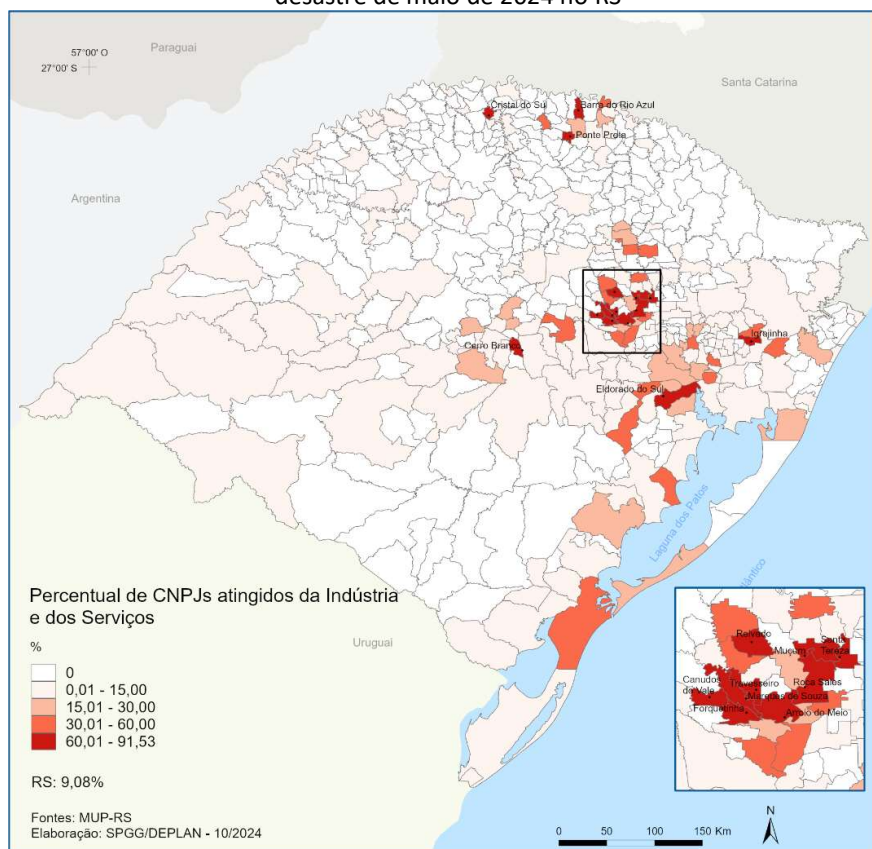 desastre de maio de 2024 no RS
Paraguai
57°00' O
27°00' S
Santa Catarina
Cristal do Sul
Barra do Rio Azul
Ponte Preta
Argentina
Igrejinha
Cerro Branco
Eldorado do Sul
Laguna dos Patos
Percentual de CNPJs atingidos da Indústria
e dos Serviços
%
0
0,01 - 15,00
15,01 - 30,00
30,01 - 60,00
60,01 - 91,53
RS: 9,08%
Fontes: MUP-RS
Elaboração: SPGG/DEPLAN - 10/2024
Uruguai
Relvado
Muçum
Santa
Tereza
Canudos
do Vale
Travesseiro
Roca Sales
Marques de Souza
Forquetinha
Arroio do Meio
N
0 50 100 150 Km